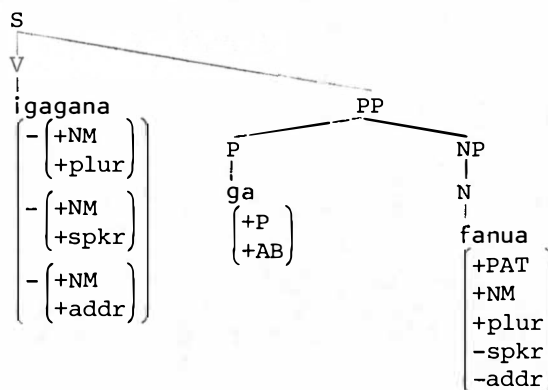 S
V
igagana
- (+NM
+plur)
- (+NM
+spkr)
- (+NM
+addr)
PP
P
NP
ga
(+P
+AB)
N
fanua
+PAT
+NM
+plur
-spkr
-addr